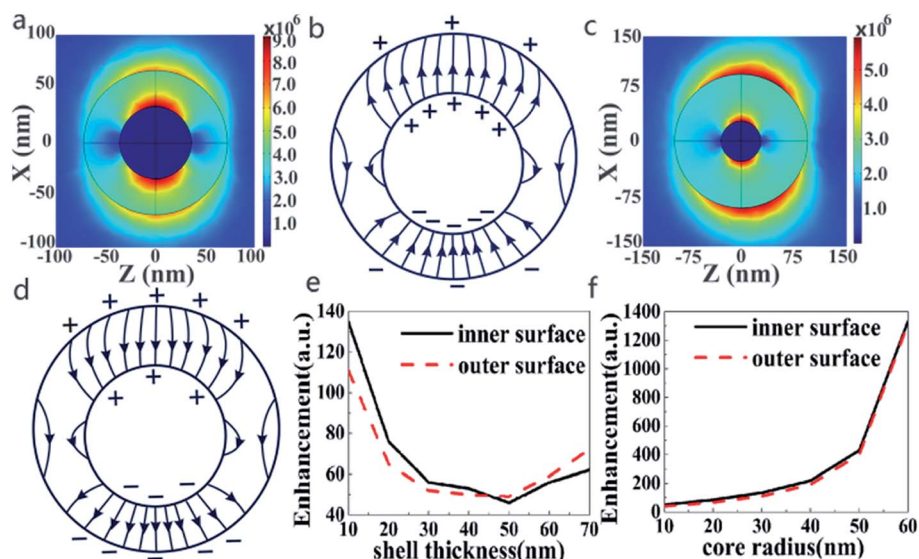 a
x10^6
100
50
0
-50
-100
X (nm)
-100
-50
0
50
100
Z (nm)
9.0
8.0
7.0
6.0
5.0
4.0
3.0
2.0
1.0
b
+ + +
+ + + + +
− − − − −
− − −
c
x10^6
150
75
0
-75
-150
X (nm)
-150
-75
0
75
150
Z (nm)
5.0
4.0
3.0
2.0
1.0
d
+ + + + +
+ + +
− − −
− − − − − − −
e
140
120
100
80
60
40
Enhancement(a.u.)
inner surface
outer surface
10 20 30 40 50 60 70
shell thickness(nm)
f
1400
1200
1000
800
600
400
200
0
Enhancement(a.u.)
inner surface
outer surface
10 20 30 40 50 60
core radius(nm)